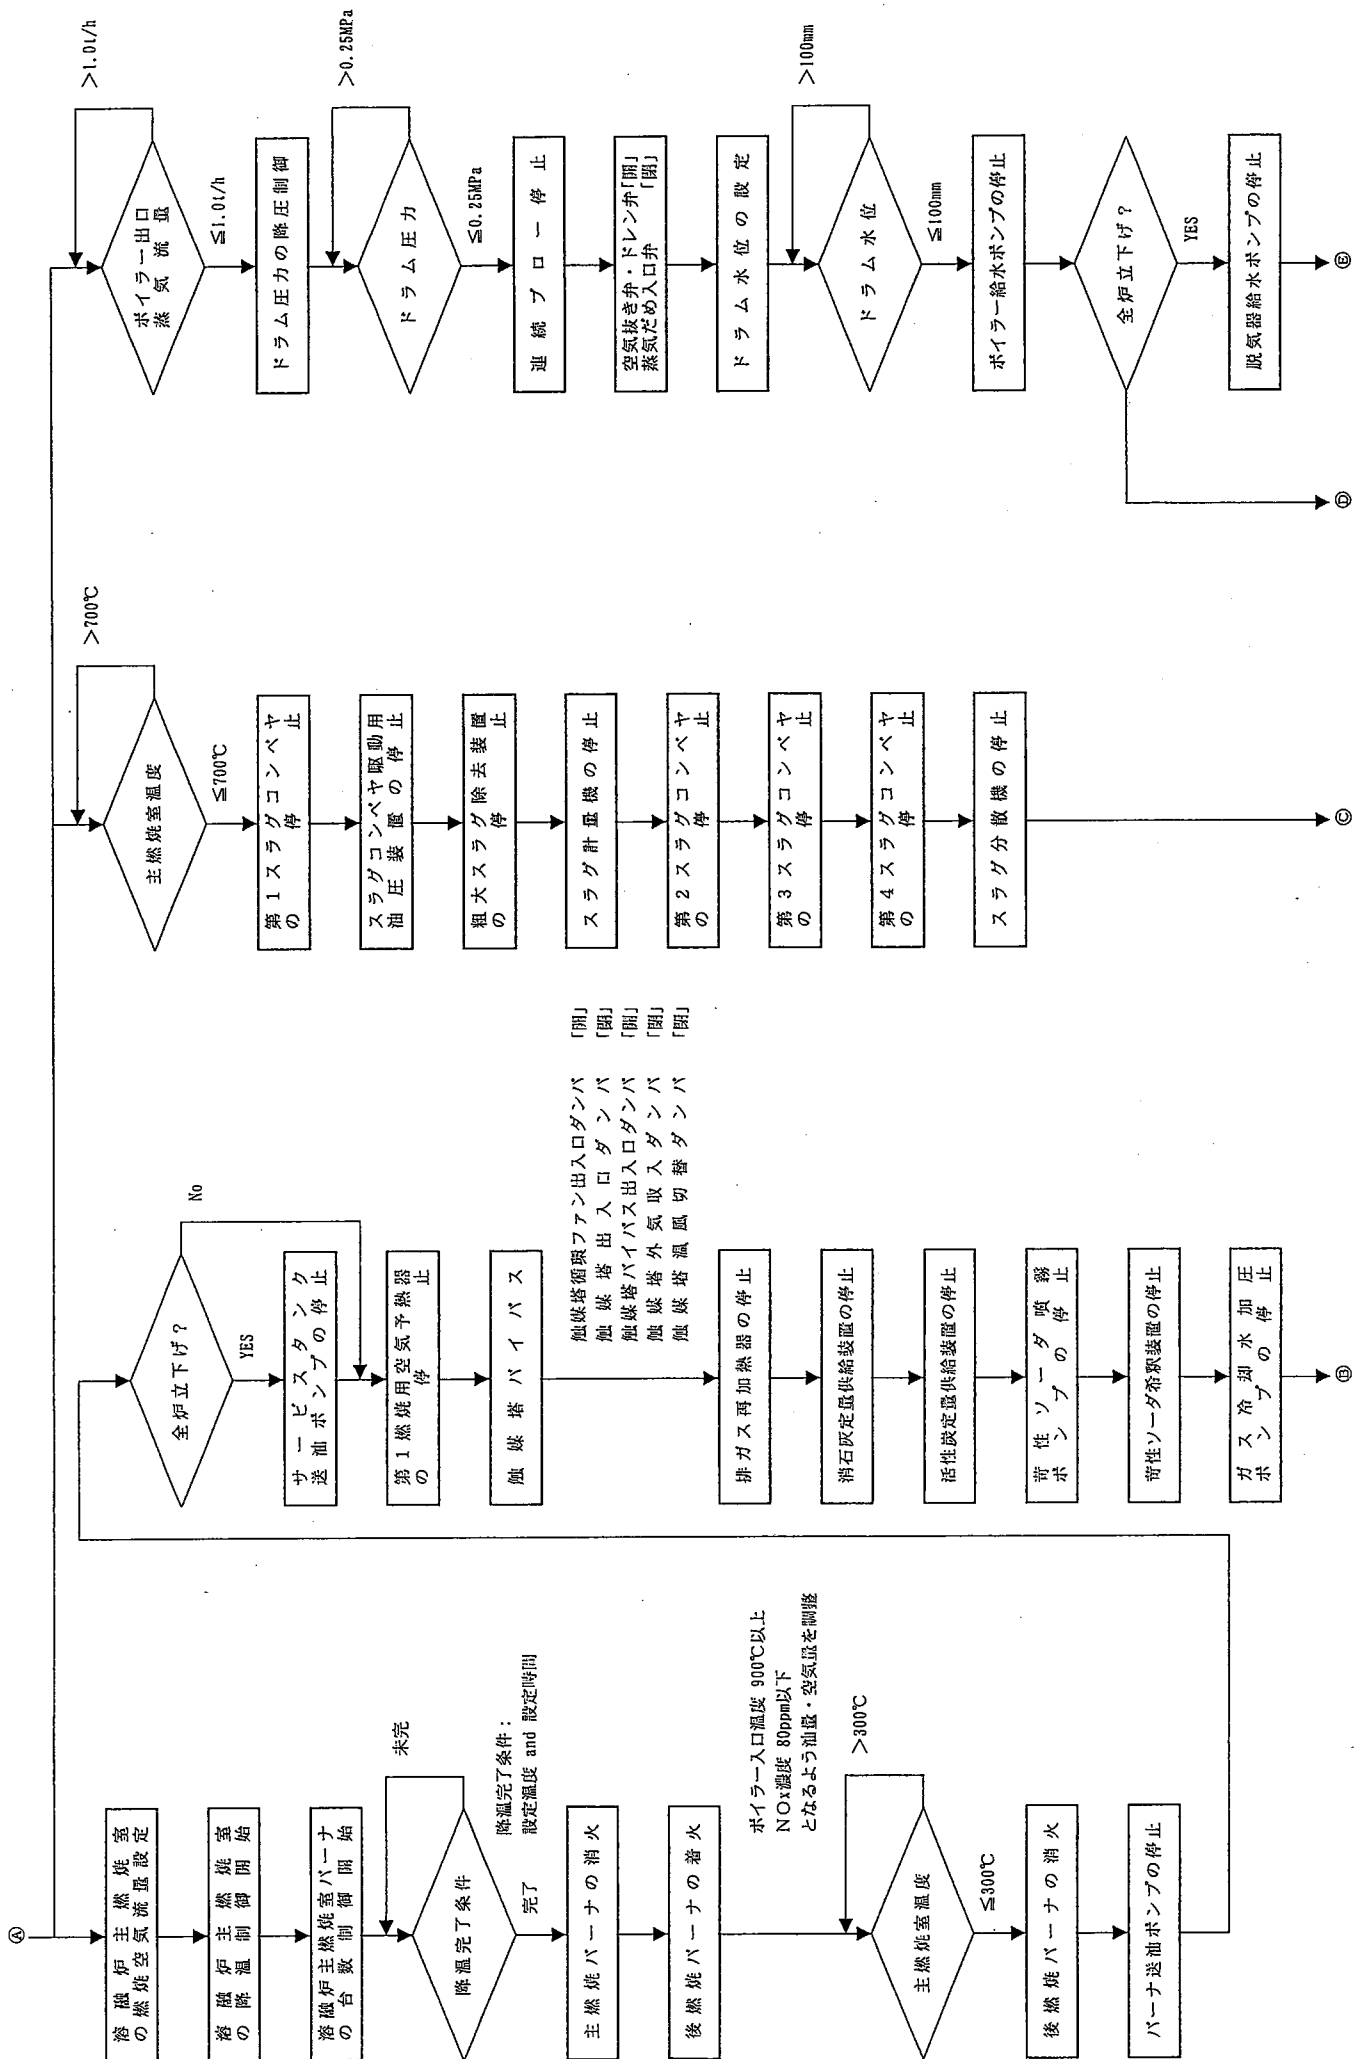 Ⓐ
溶融炉主燃焼室
の燃焼空気流量設定
溶融炉主燃焼室
の降温制御開始
溶融炉主燃焼室バーナ
の台数制御開始
未完
降温完了条件
降温完了条件：
設定温度 and 設定時間
完了
主燃焼バーナの消火
後燃焼バーナの着火
ボイラー入口温度 900℃以上
NOx濃度 80ppm以下
となるよう油量・空気量を調整
＞300℃
主燃焼室温度
≦300℃
後燃焼バーナの消火
バーナ送油ポンプの停止
全炉立下げ？
No
YES
サービスタンク
送油ポンプの停止
第1燃焼用空気予熱器
の停止
触媒塔バイパス
触媒塔循環ファン出入口ダンパ 「開」
触媒塔出入口ダンパ 「閉」
触媒塔バイパス出入口ダンパ 「開」
触媒塔外気取入ダンパ 「閉」
触媒塔温風切替ダンパ 「閉」
排ガス再加熱器の停止
消石灰定量供給装置の停止
活性炭定量供給装置の停止
苛性ソーダ噴霧
ポンプの停止
苛性ソーダ希釈装置の停止
ガス冷却水加圧
ポンプの停止
Ⓑ
＞700℃
主燃焼室温度
≦700℃
第1スラグコンベヤ
の停止
スラグコンベヤ駆動用
油圧装置の停止
粗大スラグ除去装置
の停止
スラグ計量機の停止
第2スラグコンベヤ
の停止
第3スラグコンベヤ
の停止
第4スラグコンベヤ
の停止
スラグ分散機の停止
Ⓒ
＞1.0t/h
ボイラー出口
蒸気流量
≦1.0t/h
ドラム圧力の降圧制御
＞0.25MPa
ドラム圧力
≦0.25MPa
連続ブロー停止
空気抜き弁・ドレン弁「開」
蒸気だめ入口弁 「閉」
ドラム水位の設定
＞100mm
ドラム水位
≦100mm
ボイラー給水ポンプの停止
全炉立下げ？
YES
脱気器給水ポンプの停止
Ⓓ
Ⓔ